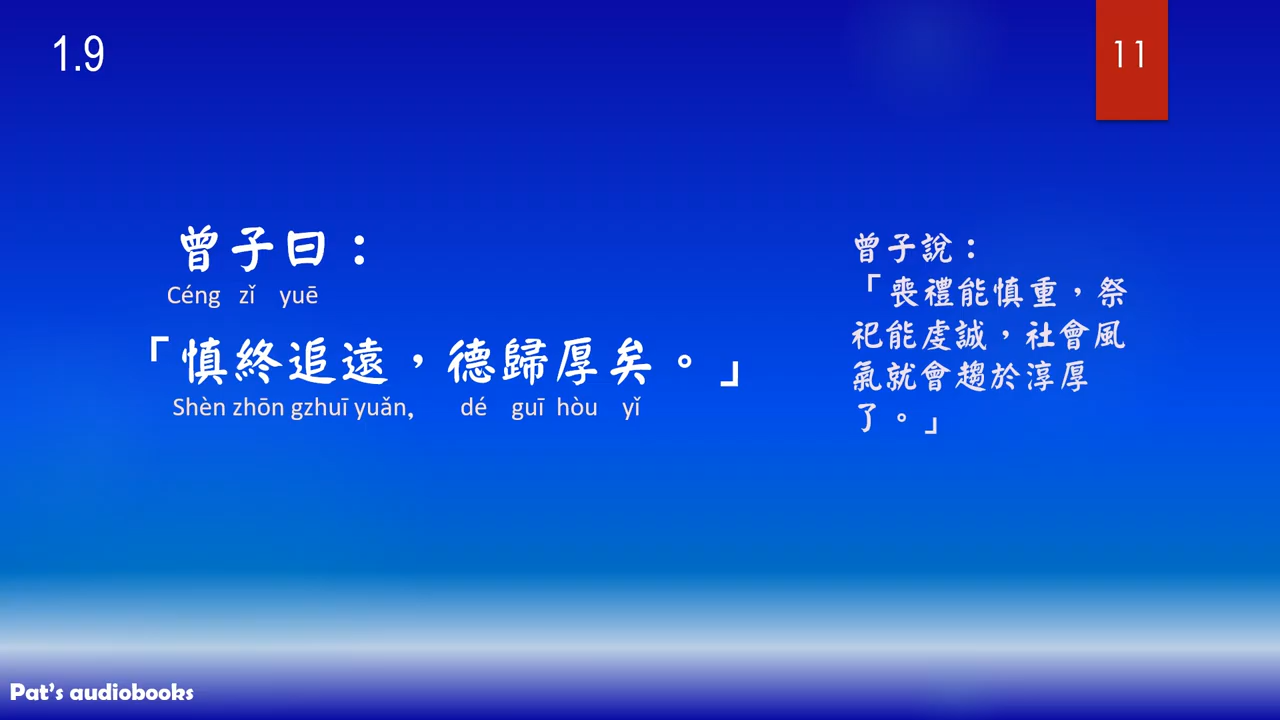 1.9
11
曾子曰：
Céng zǐ yuē
「慎終追遠，德歸厚矣。」
Shèn zhōn gzhuī yuǎn, dé guī hòu yǐ
曾子說：
「喪禮能慎重，祭
祀能虔誠，社會風
氣就會趨於淳厚
了。」
Pat's audiobooks